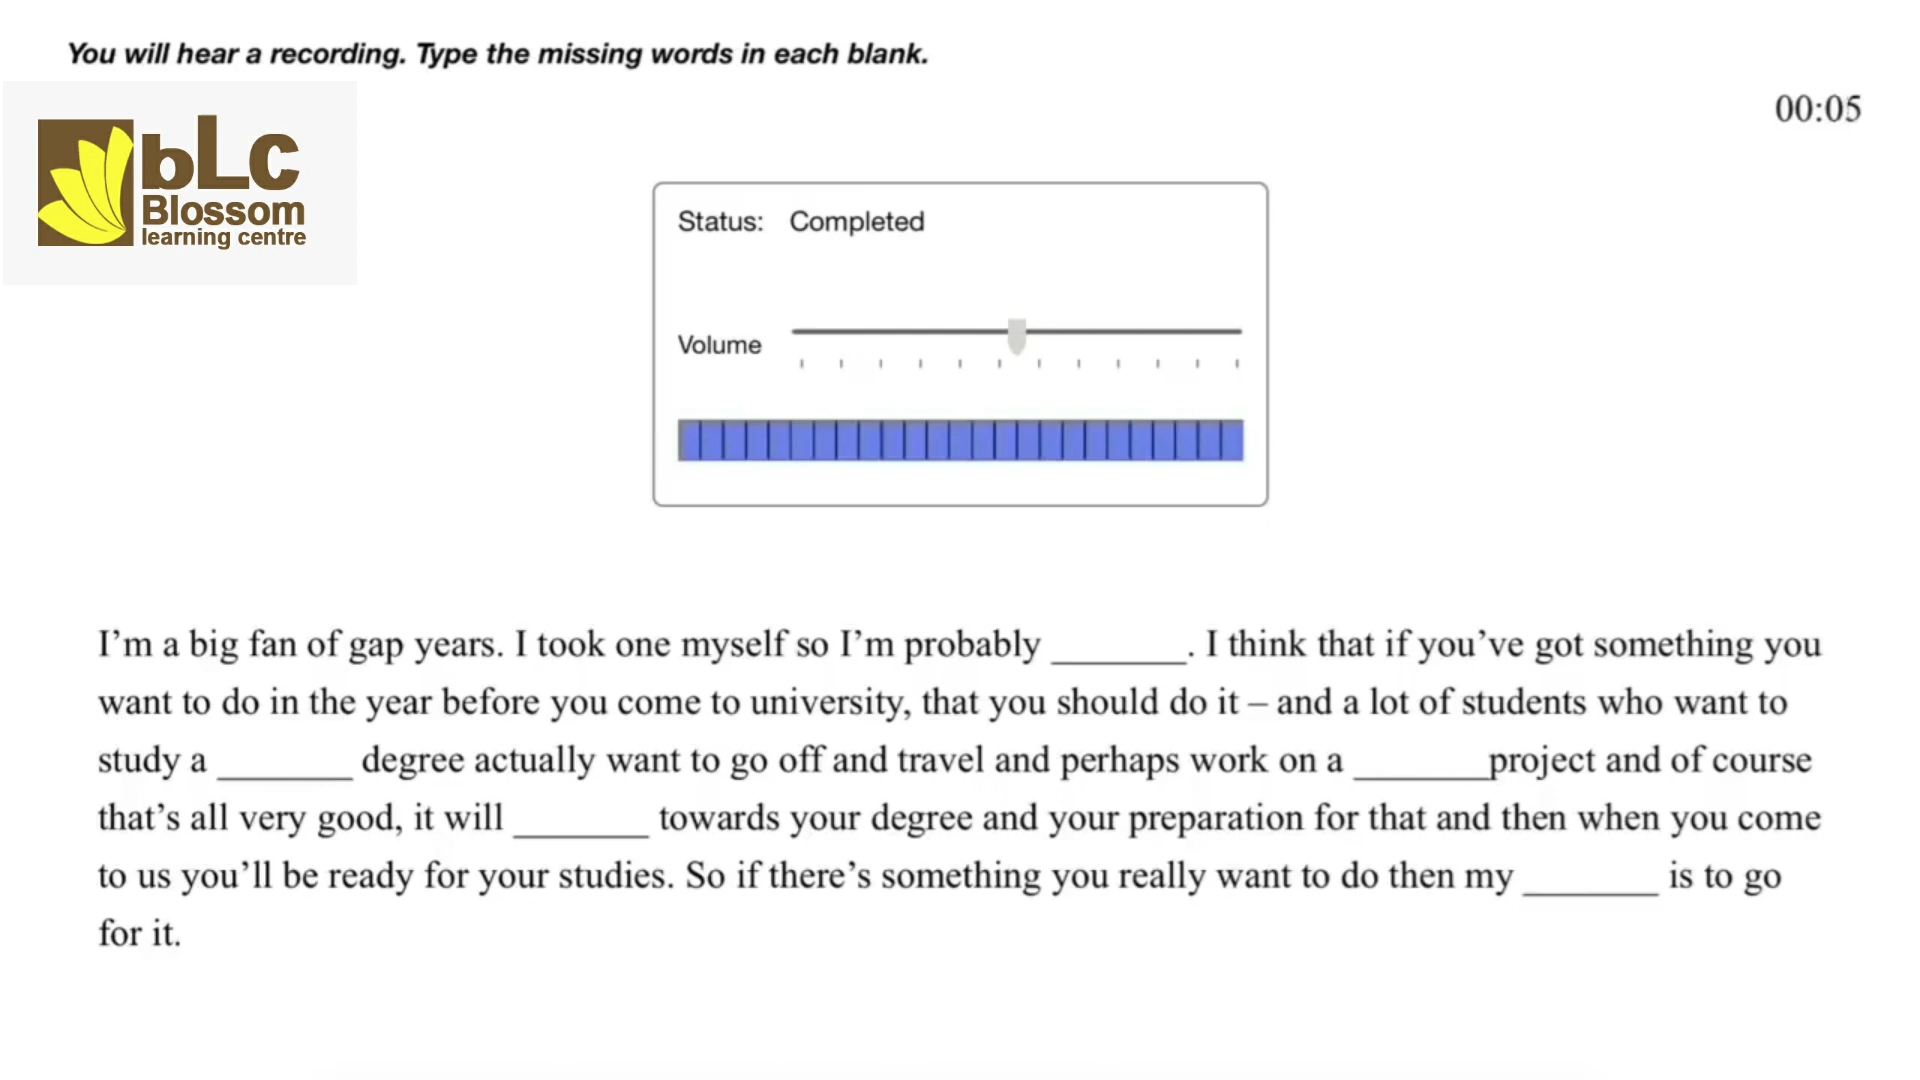 You will hear a recording. Type the missing words in each blank.
00:05
bLc
Blossom
learning centre
Status: Completed
Volume
I’m a big fan of gap years. I took one myself so I’m probably _______. I think that if you’ve got something you
want to do in the year before you come to university, that you should do it – and a lot of students who want to
study a _______ degree actually want to go off and travel and perhaps work on a _______project and of course
that’s all very good, it will _______ towards your degree and your preparation for that and then when you come
to us you’ll be ready for your studies. So if there’s something you really want to do then my _______ is to go
for it.